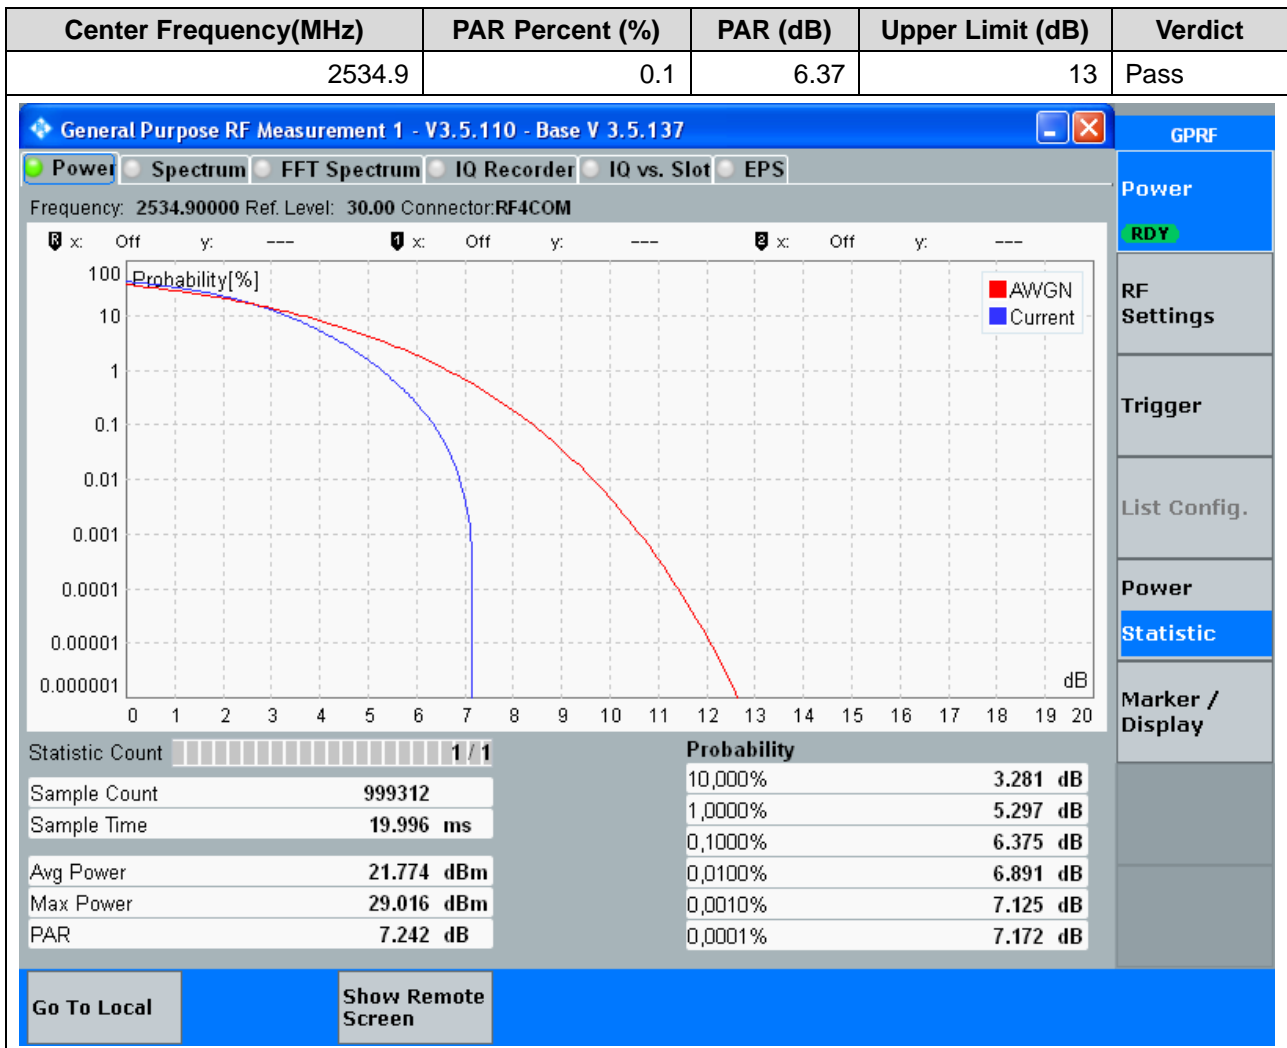 Center Frequency(MHz) PAR Percent (%) PAR (dB) Upper Limit (dB) Verdict
2534.9 0.1 6.37 13 Pass
General Purpose RF Measurement 1 - V3.5.110 - Base V 3.5.137
GPRF
Power Spectrum FFT Spectrum IQ Recorder IQ vs. Slot EPS
Frequency: 2534.90000 Ref. Level: 30.00 Connector:RF4COM
R x: Off y: --- 1 x: Off y: --- 2 x: Off y: ---
Probability[%]
AWGN
Current
100
10
1
0.1
0.01
0.001
0.0001
0.00001
0.000001
dB
0 1 2 3 4 5 6 7 8 9 10 11 12 13 14 15 16 17 18 19 20
Statistic Count 1 / 1
Sample Count 999312
Sample Time 19.996 ms
Avg Power 21.774 dBm
Max Power 29.016 dBm
PAR 7.242 dB
Probability
10,000% 3.281 dB
1,0000% 5.297 dB
0,1000% 6.375 dB
0,0100% 6.891 dB
0,0010% 7.125 dB
0,0001% 7.172 dB
Power
RDY
RF
Settings
Trigger
List Config.
Power
Statistic
Marker /
Display
Go To Local
Show Remote
Screen